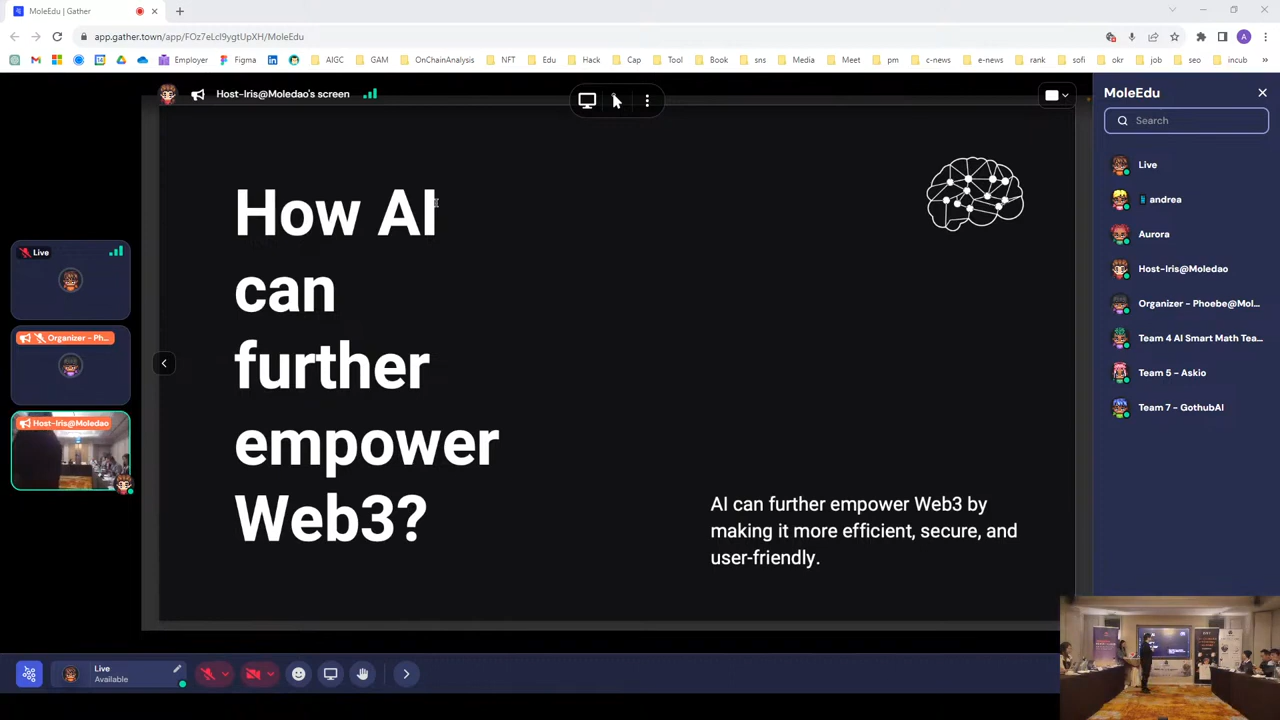 MoleEdu | Gather
app.gather.town/app/FOz7eLcl9ygtUpXH/MoleEdu
A
Employer
Figma
AIGC
GAM
OnChainAnalysis
NFT
Edu
Hack
Cap
Tool
Book
sns
Media
Meet
pm
c-news
e-news
rank
sofi
okr
job
seo
incub
Host-Iris@Moledao's screen
MoleEdu
Search
Live
andrea
Aurora
Host-Iris@Moledao
Organizer - Phoebe@Mol...
Team 4 AI Smart Math Tea...
Team 5 - Askio
Team 7 - GothubAI
Live
Organizer - Ph...
Host-Iris@Moledao
How AI
can
further
empower
Web3?
AI can further empower Web3 by
making it more efficient, secure, and
user-friendly.
Live
Available